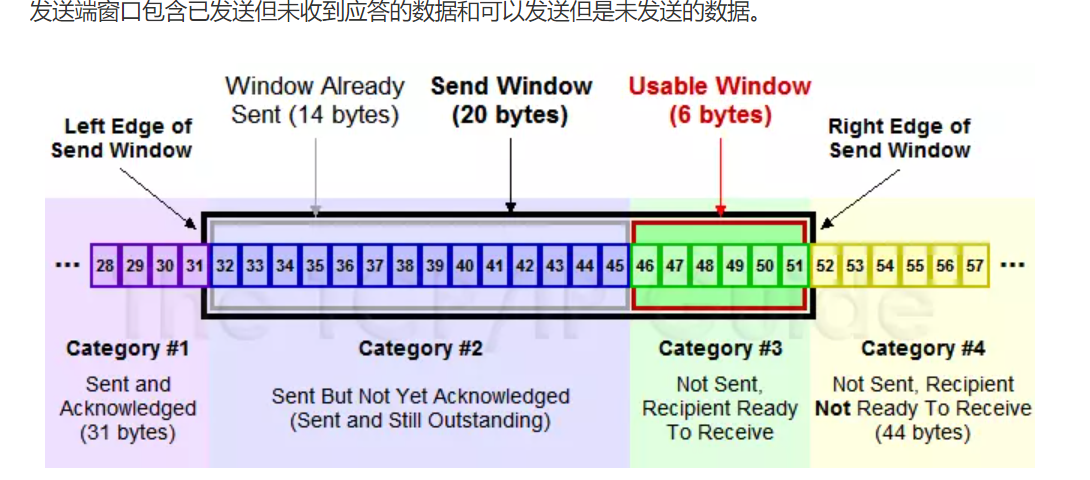 发送端窗口包含已发送但未收到应答的数据和可以发送但是未发送的数据。
Window Already
Sent (14 bytes)
Send Window
(20 bytes)
Usable Window
(6 bytes)
Left Edge of
Send Window
Right Edge of
Send Window
... 28 29 30 31 32 33 34 35 36 37 38 39 40 41 42 43 44 45 46 47 48 49 50 51 52 53 54 55 56 57 ...
The TCP/IP Guide
Category #1
Sent and
Acknowledged
(31 bytes)
Category #2
Sent But Not Yet Acknowledged
(Sent and Still Outstanding)
Category #3
Not Sent,
Recipient Ready
To Receive
Category #4
Not Sent, Recipient
Not Ready To Receive
(44 bytes)